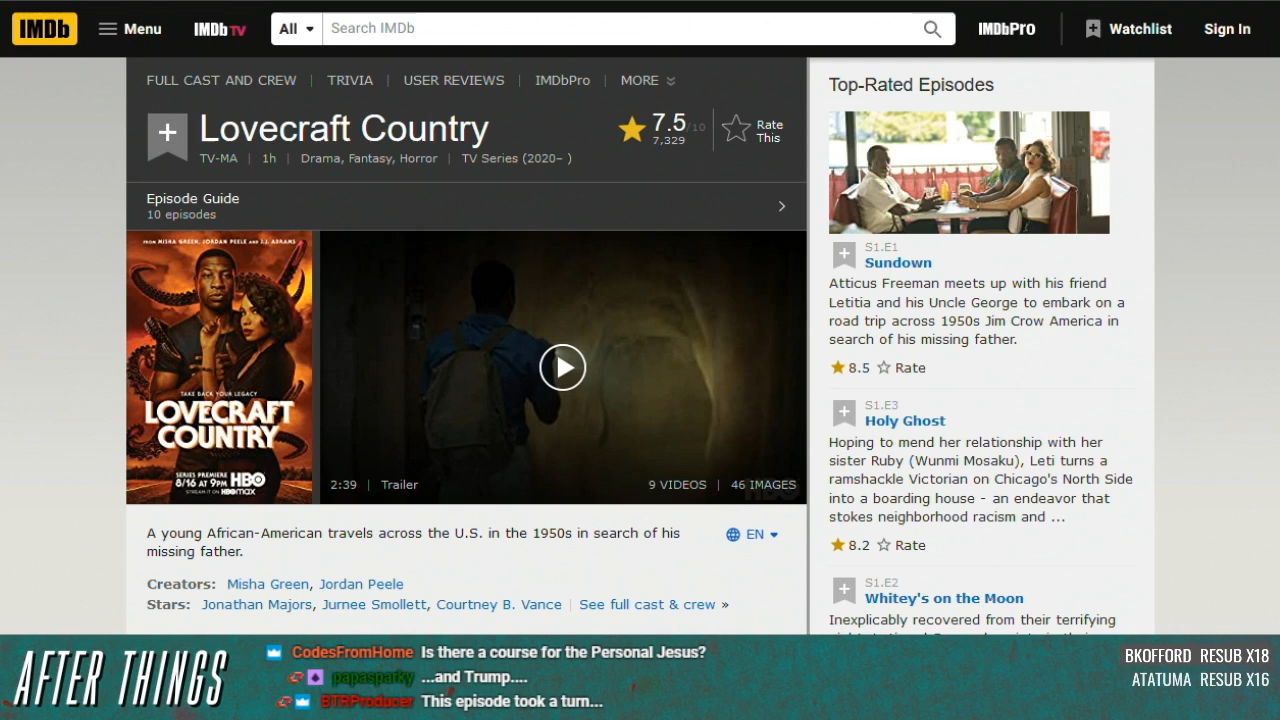 IMDb
Menu
IMDb TV
All
Search IMDb
IMDbPro
Watchlist
Sign In
FULL CAST AND CREW | TRIVIA | USER REVIEWS | IMDbPro | MORE
Lovecraft Country
TV-MA | 1h | Drama, Fantasy, Horror | TV Series (2020– )
7.5/10
7,329
Rate
This
Episode Guide
10 episodes
FROM MISHA GREEN, JORDAN PEELE AND J.J. ABRAMS
TAKE BACK YOUR LEGACY
LOVECRAFT
COUNTRY
SERIES PREMIERE
8/16 AT 9PM HBO
STREAM IT ON HBOMAX
2:39 | Trailer
9 VIDEOS | 46 IMAGES
HBO
A young African-American travels across the U.S. in the 1950s in search of his
missing father.
EN
Creators: Misha Green, Jordan Peele
Stars: Jonathan Majors, Jurnee Smollett, Courtney B. Vance | See full cast & crew »
Top-Rated Episodes
S1.E1
Sundown
Atticus Freeman meets up with his friend
Letitia and his Uncle George to embark on a
road trip across 1950s Jim Crow America in
search of his missing father.
8.5 Rate
S1.E3
Holy Ghost
Hoping to mend her relationship with her
sister Ruby (Wunmi Mosaku), Leti turns a
ramshackle Victorian on Chicago's North Side
into a boarding house - an endeavor that
stokes neighborhood racism and ...
8.2 Rate
S1.E2
Whitey's on the Moon
Inexplicably recovered from their terrifying
AFTER THINGS
CodesFromHome Is there a course for the Personal Jesus?
papasparky ...and Trump....
BTRProducer This episode took a turn...
BKOFFORD RESUB X18
ATATUMA RESUB X16